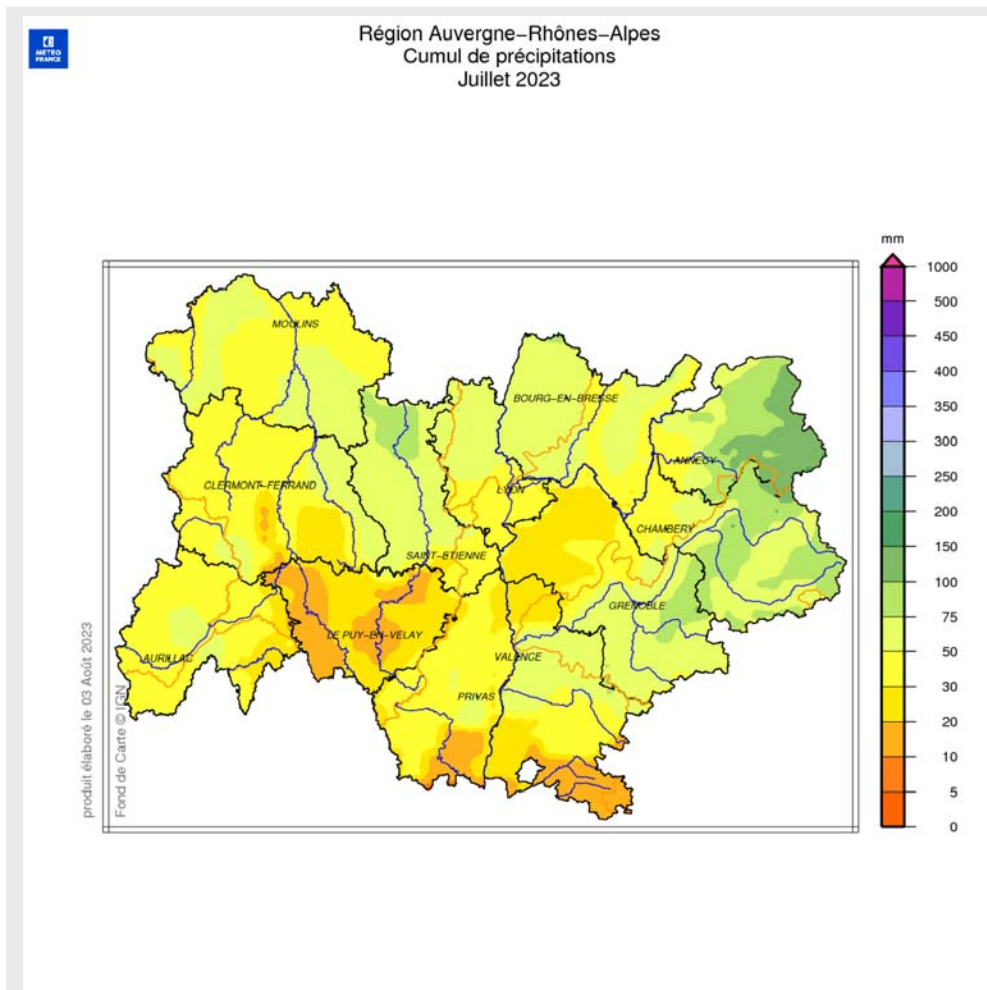 METEO
FRANCE
Région Auvergne–Rhônes–Alpes
Cumul de précipitations
Juillet 2023
mm
1000
500
450
400
350
300
250
200
150
100
75
50
30
20
10
5
0
MOULINS
BOURG–EN–BRESSE
ANNECY
CLERMONT–FERRAND
LYON
CHAMBERY
SAINT–ETIENNE
GRENOBLE
LE PUY–EN–VELAY
AURILLAC
VALENCE
PRIVAS
produit élaboré le 03 Août 2023
Fond de Carte © IGN